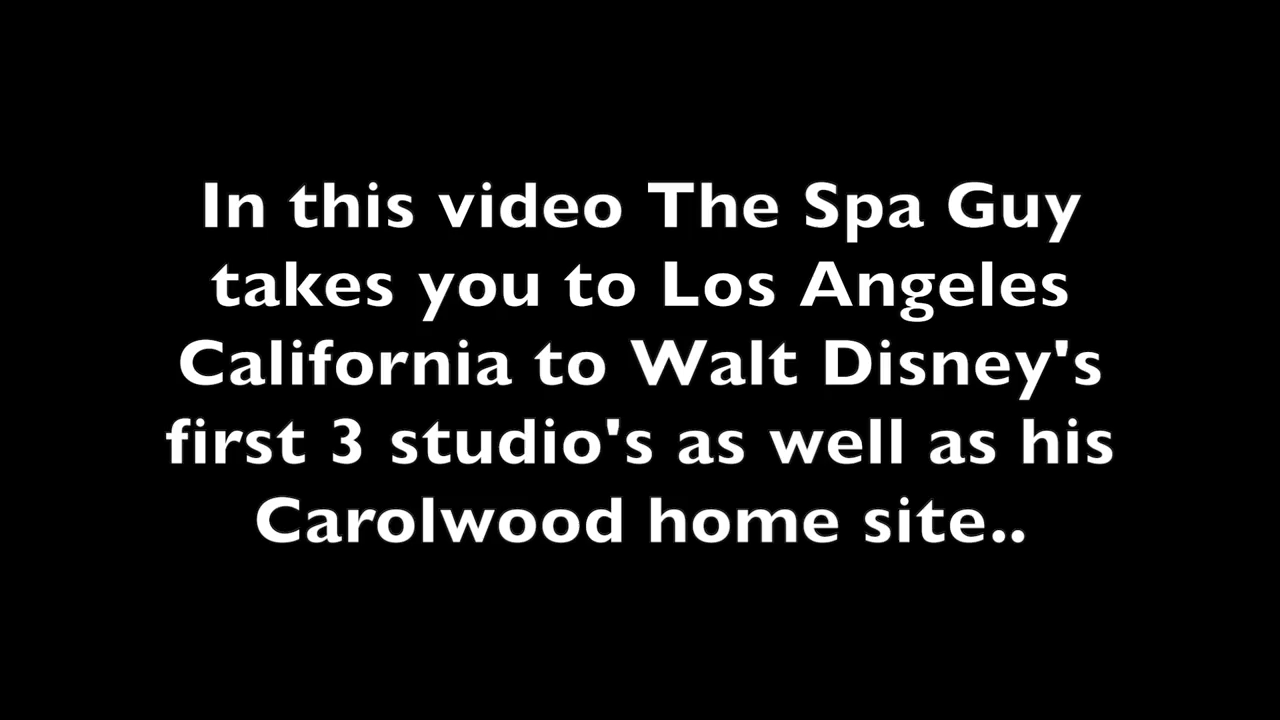 In this video The Spa Guy
takes you to Los Angeles
California to Walt Disney's
first 3 studio's as well as his
Carolwood home site..